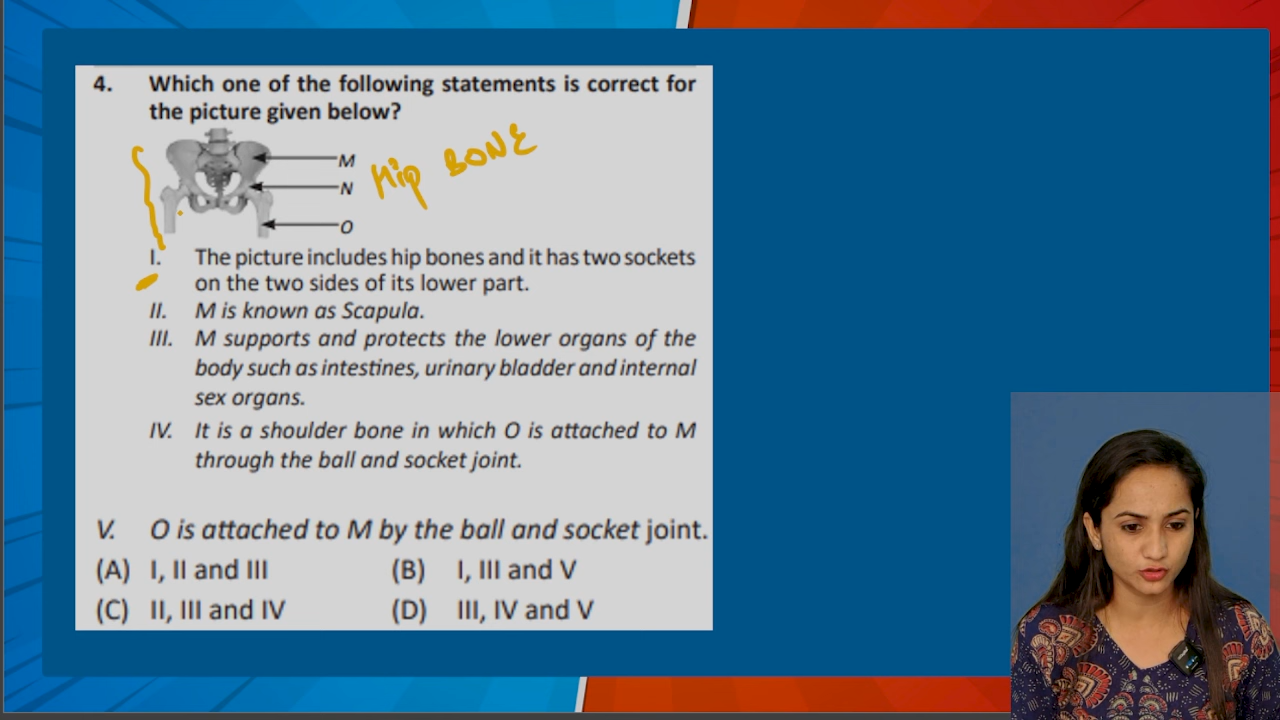 4. Which one of the following statements is correct for
the picture given below?
M
N
O
Hip BONE
I. The picture includes hip bones and it has two sockets
on the two sides of its lower part.
II. M is known as Scapula.
III. M supports and protects the lower organs of the
body such as intestines, urinary bladder and internal
sex organs.
IV. It is a shoulder bone in which O is attached to M
through the ball and socket joint.
V. O is attached to M by the ball and socket joint.
(A) I, II and III (B) I, III and V
(C) II, III and IV (D) III, IV and V